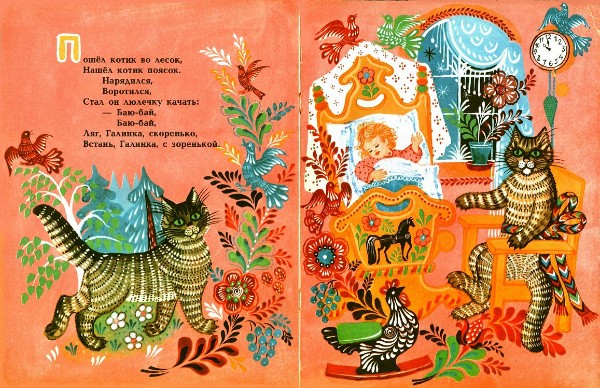 Пошёл котик во лесок,
Нашёл котик поясок.
Нарядился,
Воротился,
Стал он люлечку качать:
— Баю-бай,
Баю-бай,
Ляг, Галинка, скоренько,
Встань, Галинка, с зоренькой.